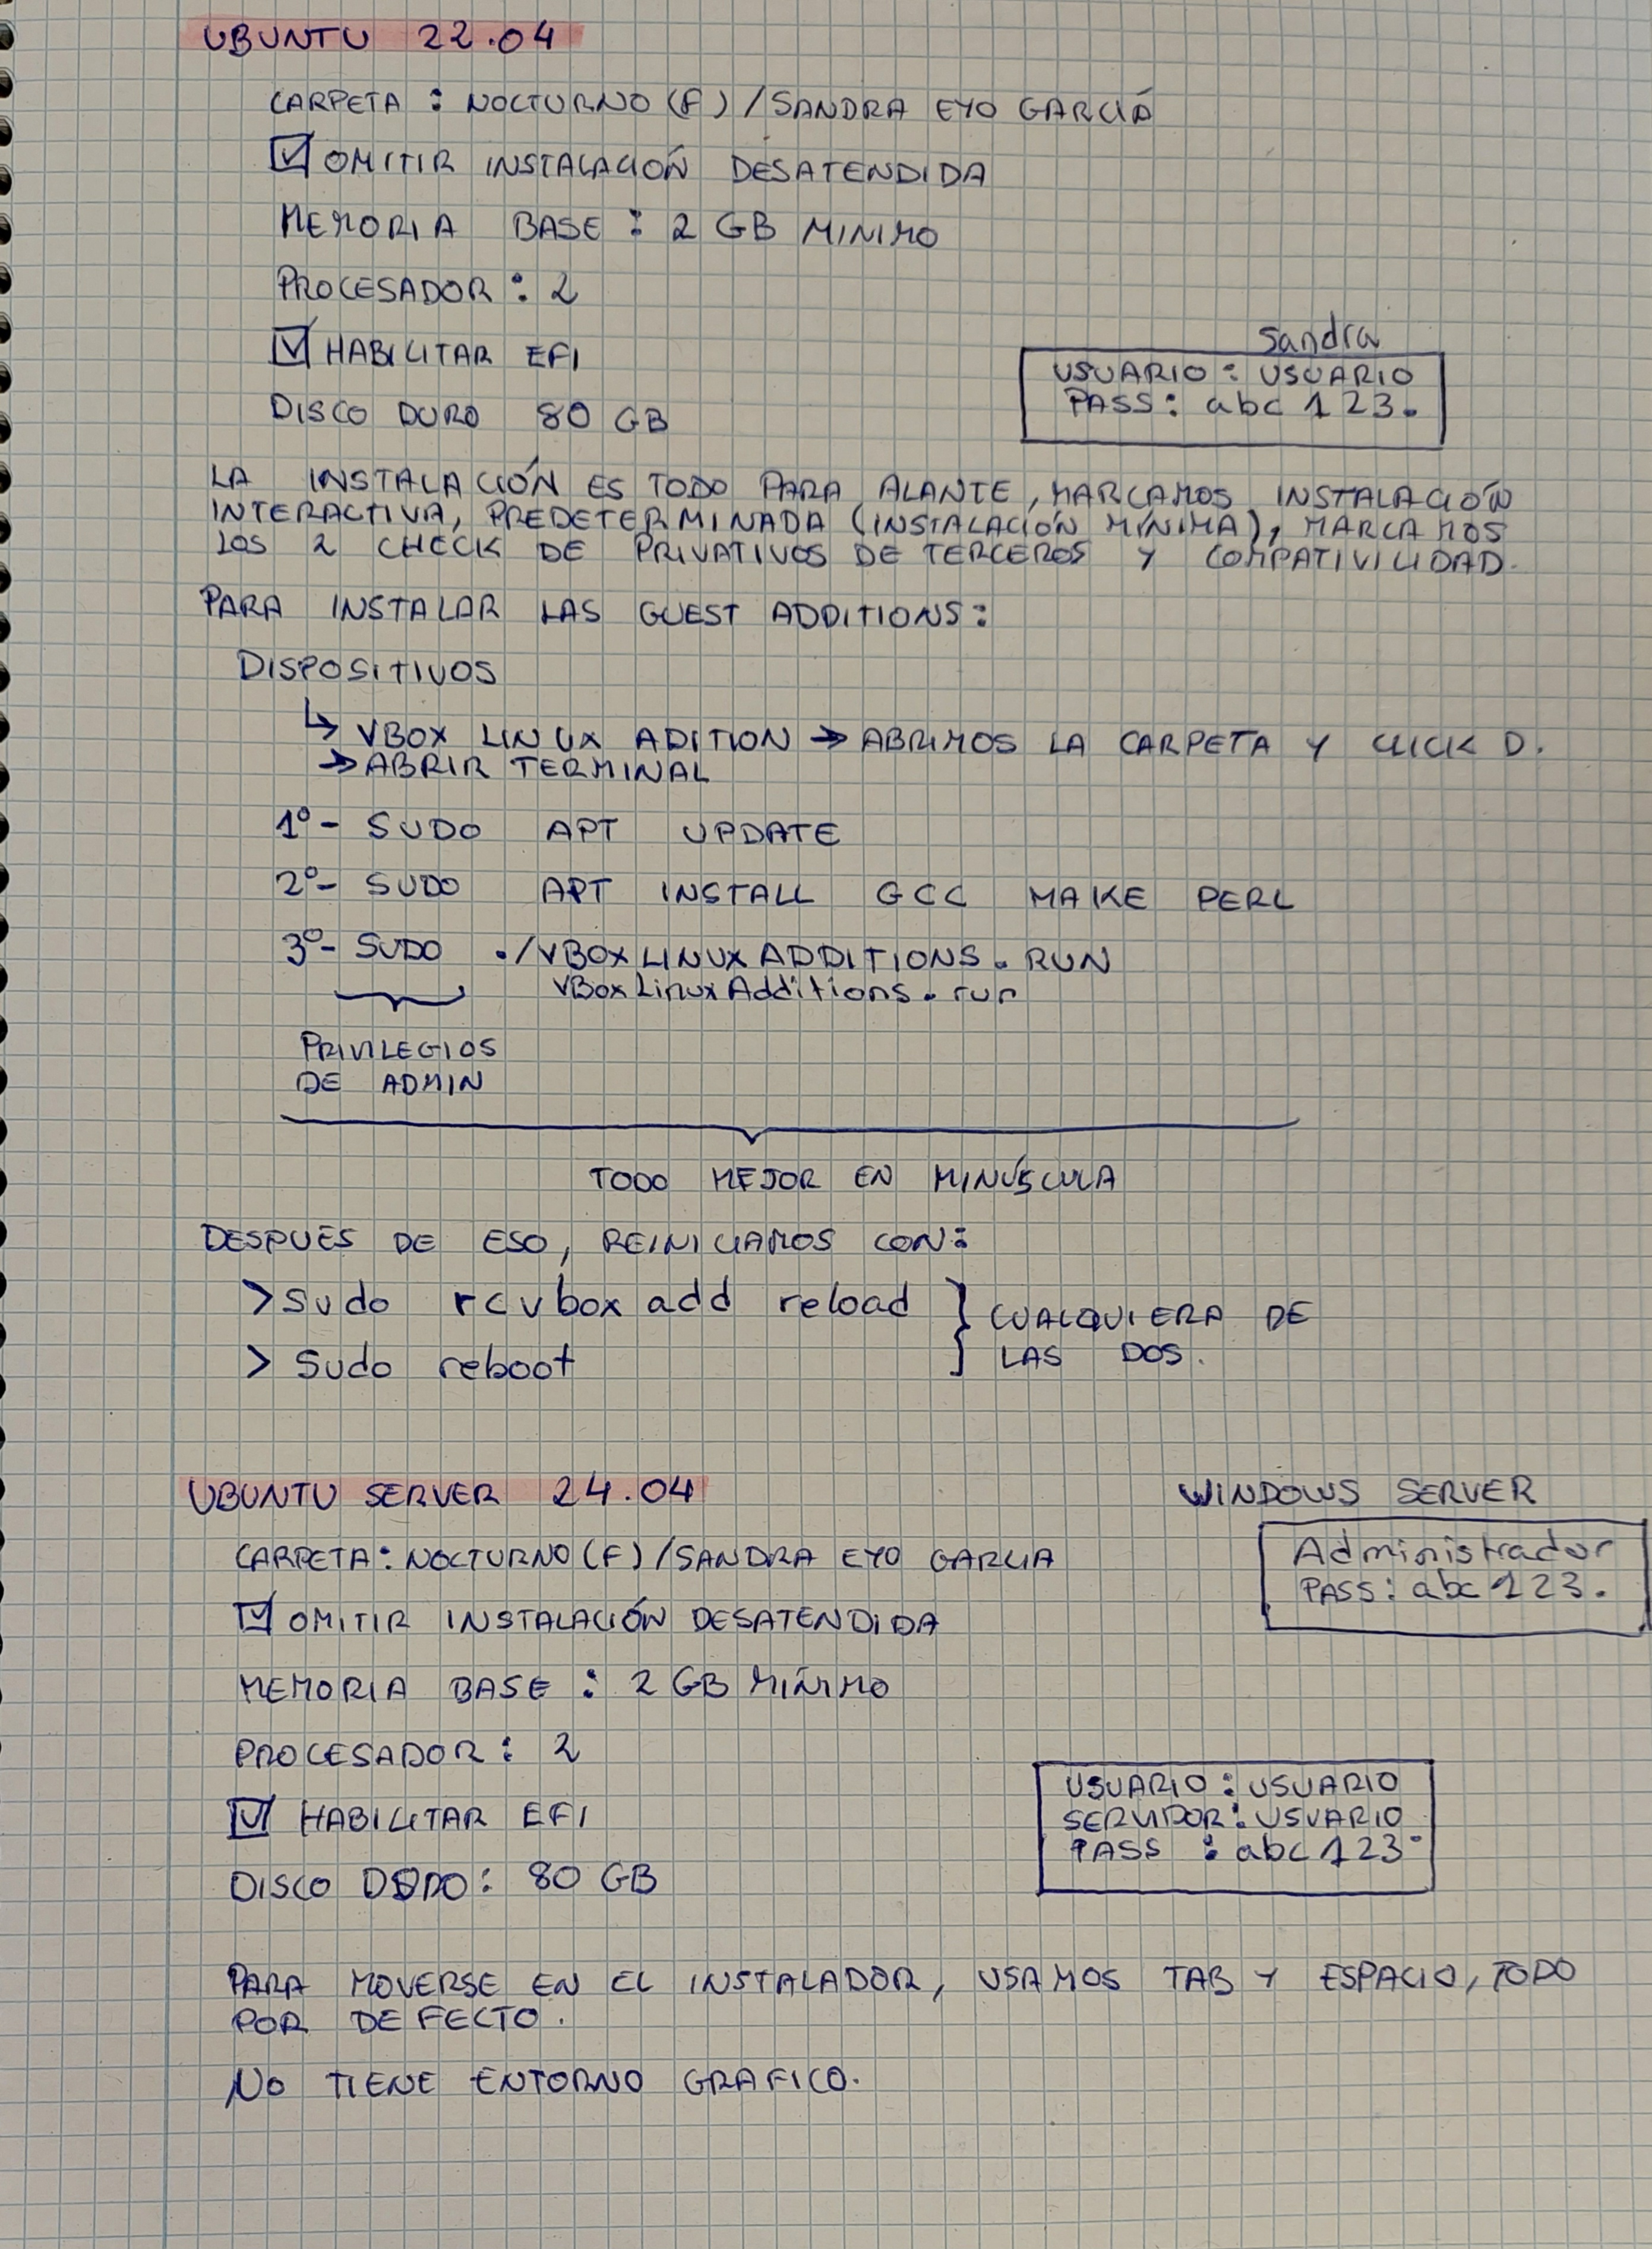 UBUNTU 22.04
CARPETA : NOCTURNO (F) / SANDRA EYO GARCIÁ
☑ OMITIR INSTALACIÓN DESATENDIDA
MEMORIA BASE : 2 GB MINIMO
PROCESADOR : 2
☑ HABILITAR EFI
DISCO DURO 80 GB
Sandra
USUARIO : USUARIO
PASS : abc 123.
LA INSTALACIÓN ES TODO PARA ALANTE, MARCAMOS INSTALACIÓN
INTERACTIVA, PREDETERMINADA (INSTALACIÓN MÍNIMA), MARCAMOS
LOS 2 CHECK DE PRIVATIVOS DE TERCEROS Y COMPATIVILIDAD.
PARA INSTALAR LAS GUEST ADDITIONS:
DISPOSITIVOS
↳ VBOX LINUX ADITION → ABRIMOS LA CARPETA Y CLICK D.
→ ABRIR TERMINAL
1º- SUDO APT UPDATE
2º- SUDO APT INSTALL GCC MAKE PERL
3º- SUDO ./VBOXLINUXADDITIONS.RUN
VBoxLinuxAdditions.run
PRIVILEGIOS
DE ADMIN
TODO MEJOR EN MINÚSCULA
DESPUÉS DE ESO, REINICIAMOS CON:
> Sudo rcvbox add reload
> Sudo reboot
} CUALQUIERA DE
LAS DOS.
UBUNTU SERVER 24.04
CARPETA: NOCTURNO (F) / SANDRA EYO GARCIA
☑ OMITIR INSTALACIÓN DESATENDIDA
MEMORIA BASE : 2 GB MÍNIMO
PROCESADOR : 2
☑ HABILITAR EFI
DISCO : 80 GB
WINDOWS SERVER
Administrador
PASS: abc 123.
USUARIO : USUARIO
SERVIDOR : USUARIO
PASS : abc 123.
PARA MOVERSE EN EL INSTALADOR, USAMOS TAB Y ESPACIO, TODO
POR DEFECTO.
NO TIENE ENTORNO GRAFICO.